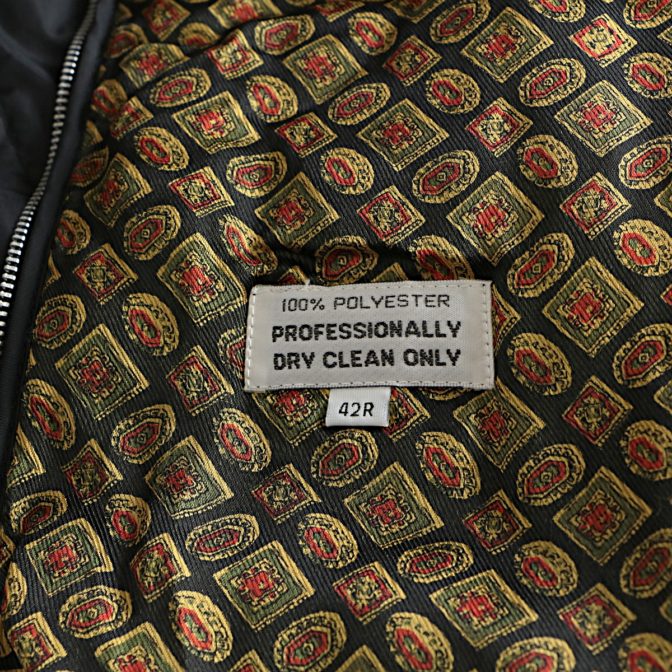 100% POLYESTER
PROFESSIONALLY
DRY CLEAN ONLY
42R